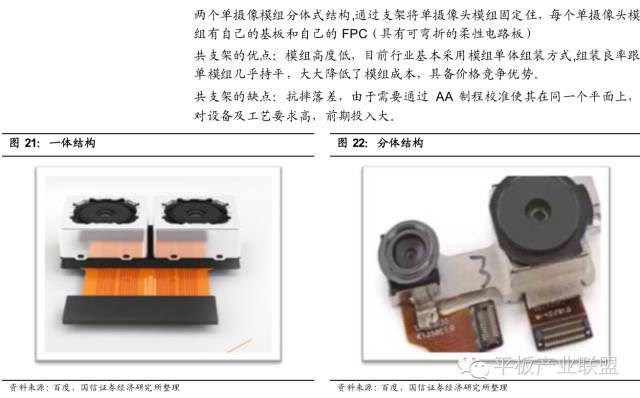 两个单摄像模组分体式结构,通过支架将单摄像头模组固定住，每个单摄像头模
组有自己的基板和自己的 FPC（具有可弯折的柔性电路板）
共支架的优点：模组高度低，目前行业基本采用模组单体组装方式,组装良率跟
单模组几乎持平，大大降低了模组成本，具备价格竞争优势。
共支架的缺点：抗摔落差，由于需要通过 AA 制程校准使其在同一个平面上，
对设备及工艺要求高，前期投入大。
图 21：一体结构
图 22：分体结构
平板产业联盟
资料来源：百度，国信证券经济研究所整理
资料来源：百度，国信证券经济研究所整理